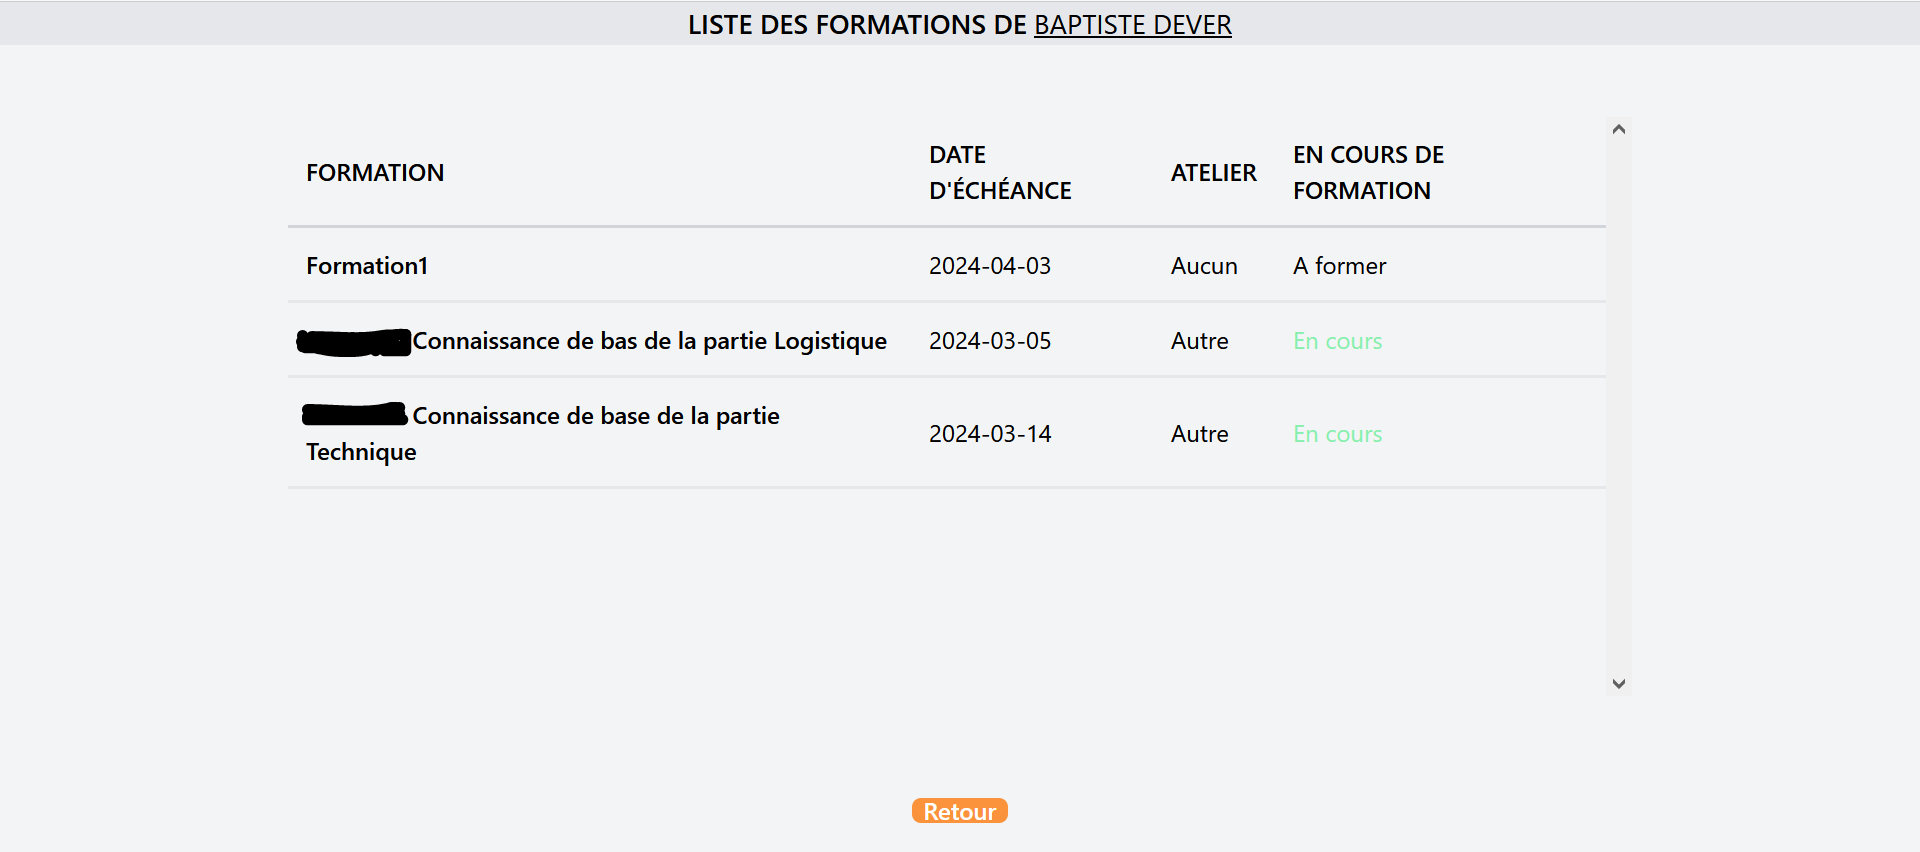 LISTE DES FORMATIONS DE BAPTISTE DEVER
FORMATION
DATE
D'ÉCHÉANCE
ATELIER
EN COURS DE
FORMATION
Formation1
2024-04-03
Aucun
A former
Connaissance de bas de la partie Logistique
2024-03-05
Autre
En cours
Connaissance de base de la partie
Technique
2024-03-14
Autre
En cours
Retour